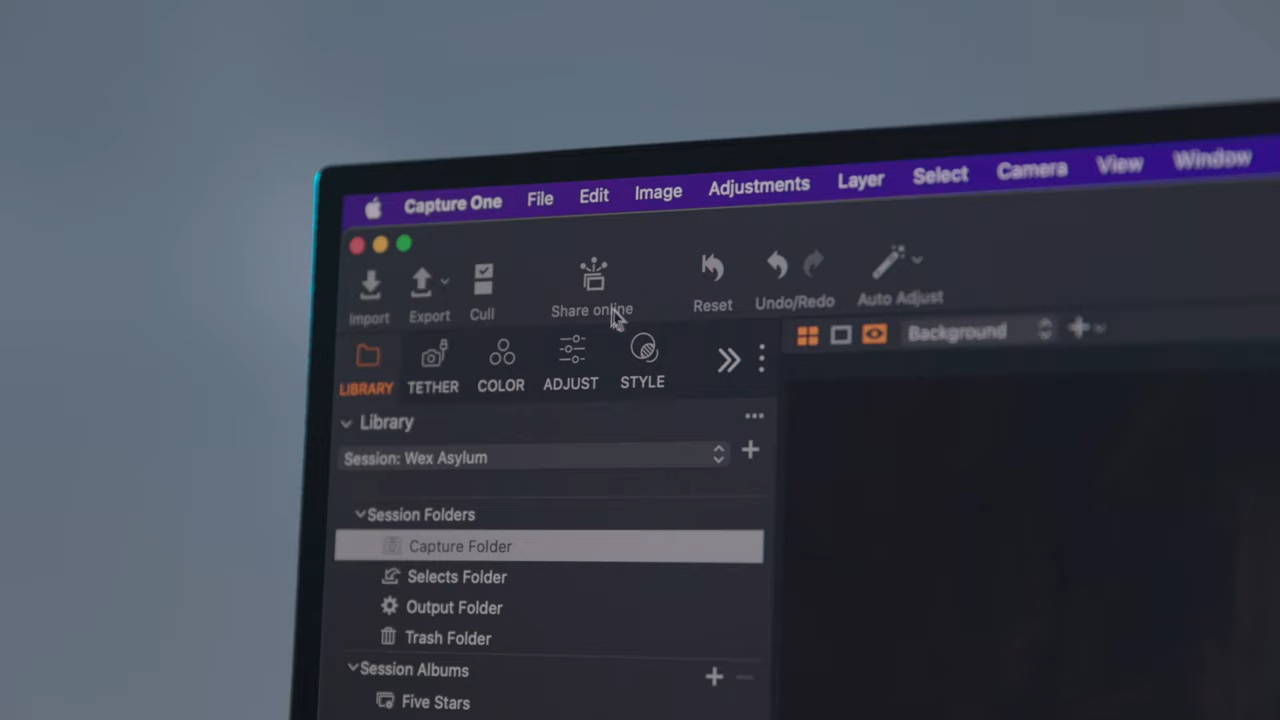 Capture One File Edit Image Adjustments Layer Select Camera View Window
Import Export Cull Share online Reset Undo/Redo Auto Adjust
LIBRARY TETHER COLOR ADJUST STYLE
Background
Library
Session: Wex Asylum
Session Folders
Capture Folder
Selects Folder
Output Folder
Trash Folder
Session Albums
Five Stars